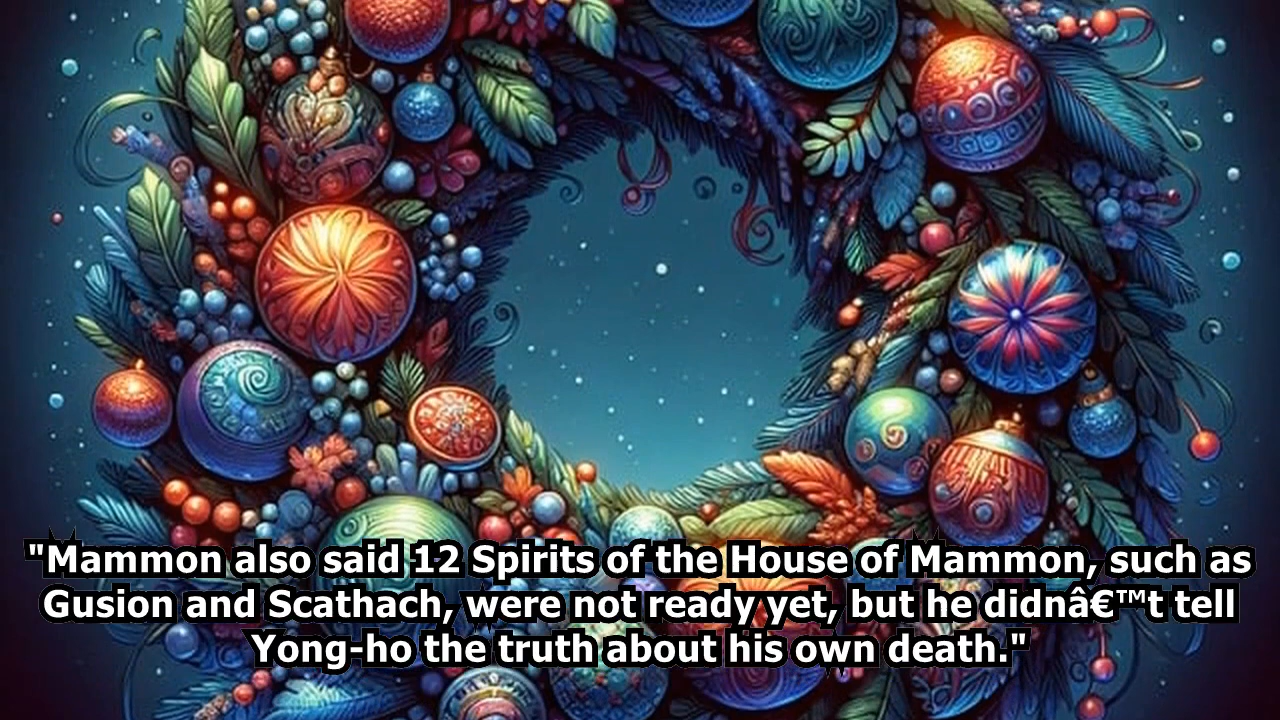 "Mammon also said 12 Spirits of the House of Mammon, such as
Gusion and Scathach, were not ready yet, but he didnâ€™t tell
Yong-ho the truth about his own death."